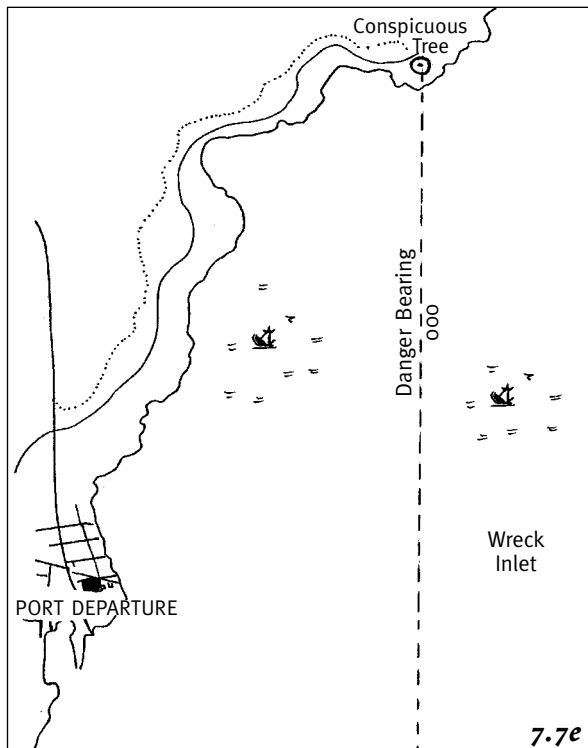 Conspicuous
Tree
Danger Bearing
000
Wreck
Inlet
PORT DEPARTURE
7.7e